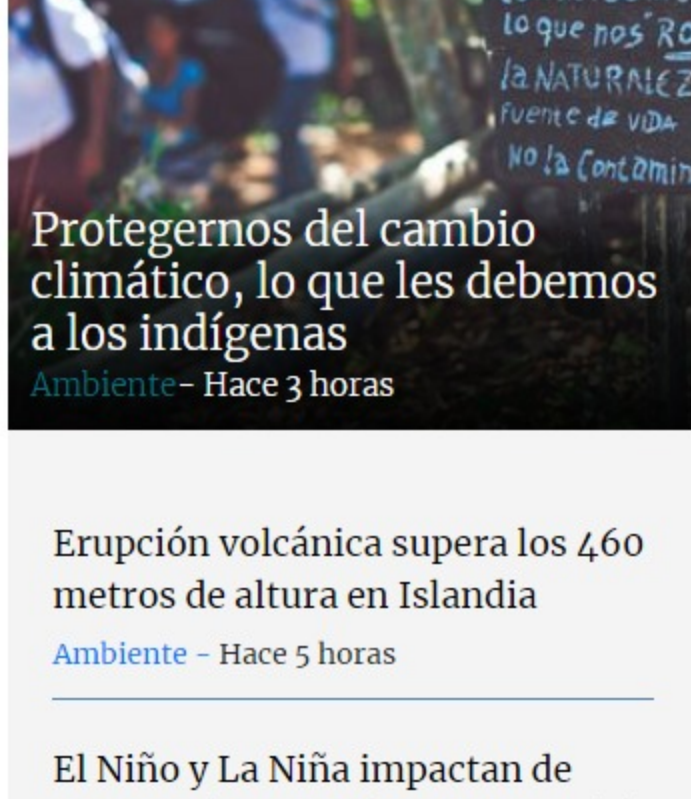 lo que nos
la NATURALEZ
Fuente de VIDA
No la Contamin
Protegernos del cambio
climático, lo que les debemos
a los indígenas
Ambiente– Hace 3 horas
Erupción volcánica supera los 460
metros de altura en Islandia
Ambiente – Hace 5 horas
El Niño y La Niña impactan de